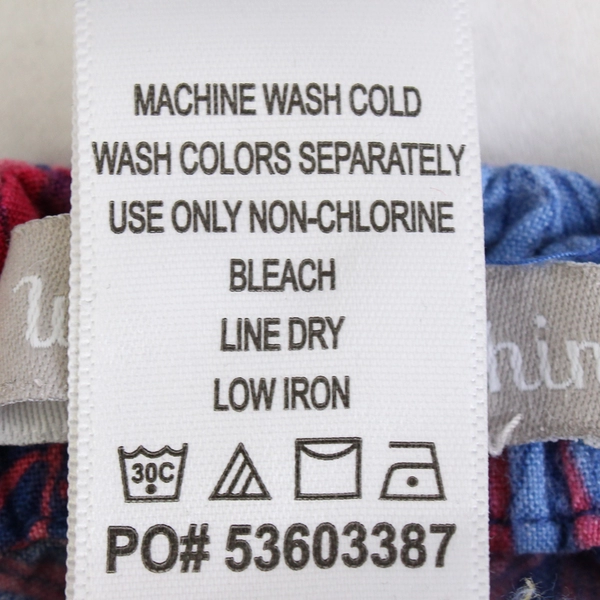 MACHINE WASH COLD
WASH COLORS SEPARATELY
USE ONLY NON-CHLORINE
BLEACH
LINE DRY
LOW IRON
30C
PO# 53603387